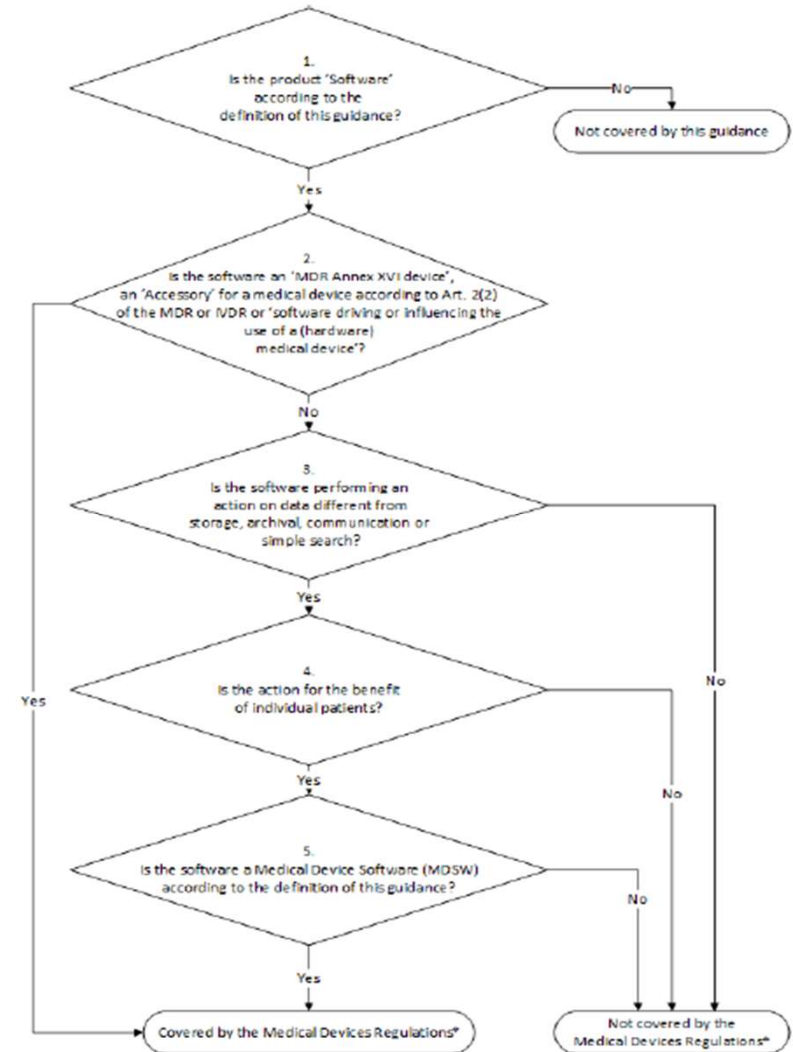 1.
Is the product 'Software'
according to the
definition of this guidance?
No
Not covered by this guidance
Yes
2.
Is the software an 'MDR Annex XVI device',
an 'Accessory' for a medical device according to Art. 2(2)
of the MDR or IVDR or 'software driving or influencing the
use of a (hardware)
medical device'?
No
3.
Is the software performing an
action on data different from
storage, archival, communication or
simple search?
Yes
4.
Is the action for the benefit
of individual patients?
No
Yes
Yes
No
5.
Is the software a Medical Device Software (MDSW)
according to the definition of this guidance?
No
Yes
Covered by the Medical Devices Regulations*
Not covered by the
Medical Devices Regulations*